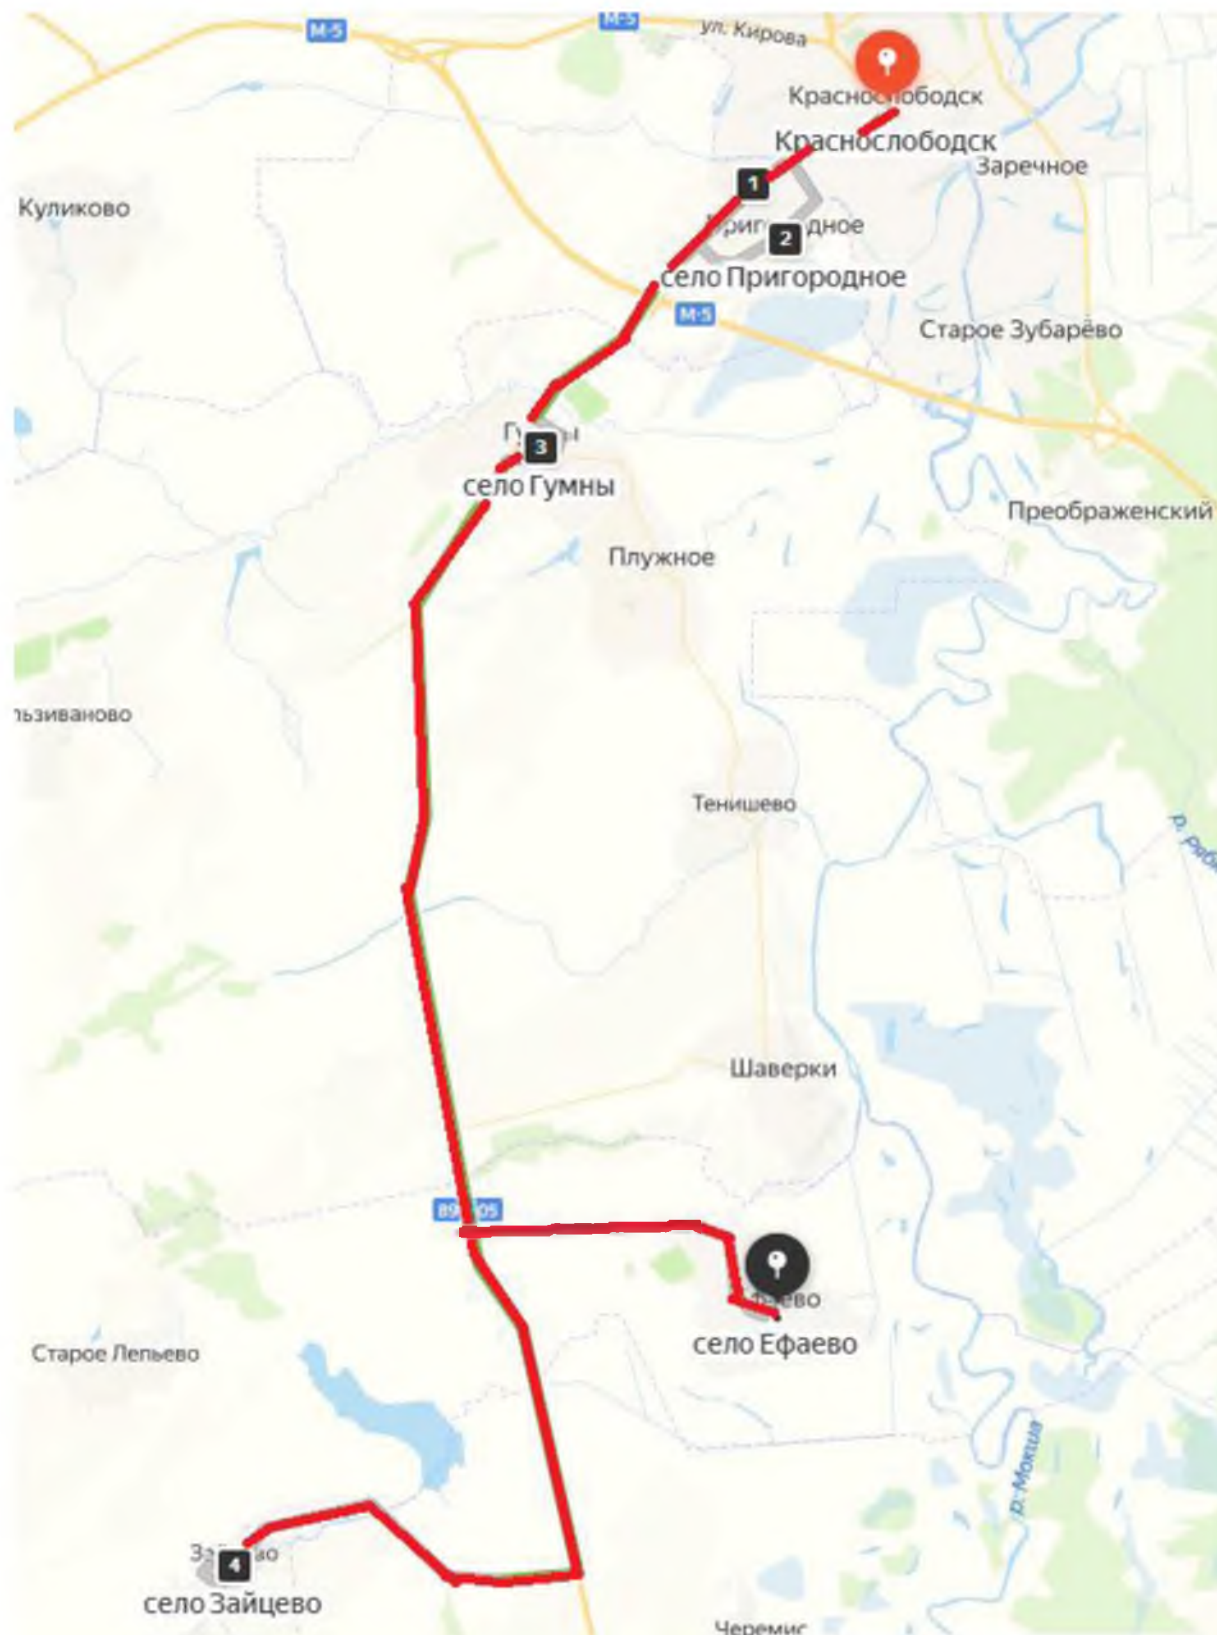 М-5
М-5
ул. Кирова
Краснослободск
Краснослободск
Заречное
1
Куликово
2
село Пригородное
М-5
Старое Зубарёво
3
село Гумны
Преображенский
Плужное
Тенишево
Шаверки
село Ефаево
Старое Лепьево
р. Мокша
4
село Зайцево